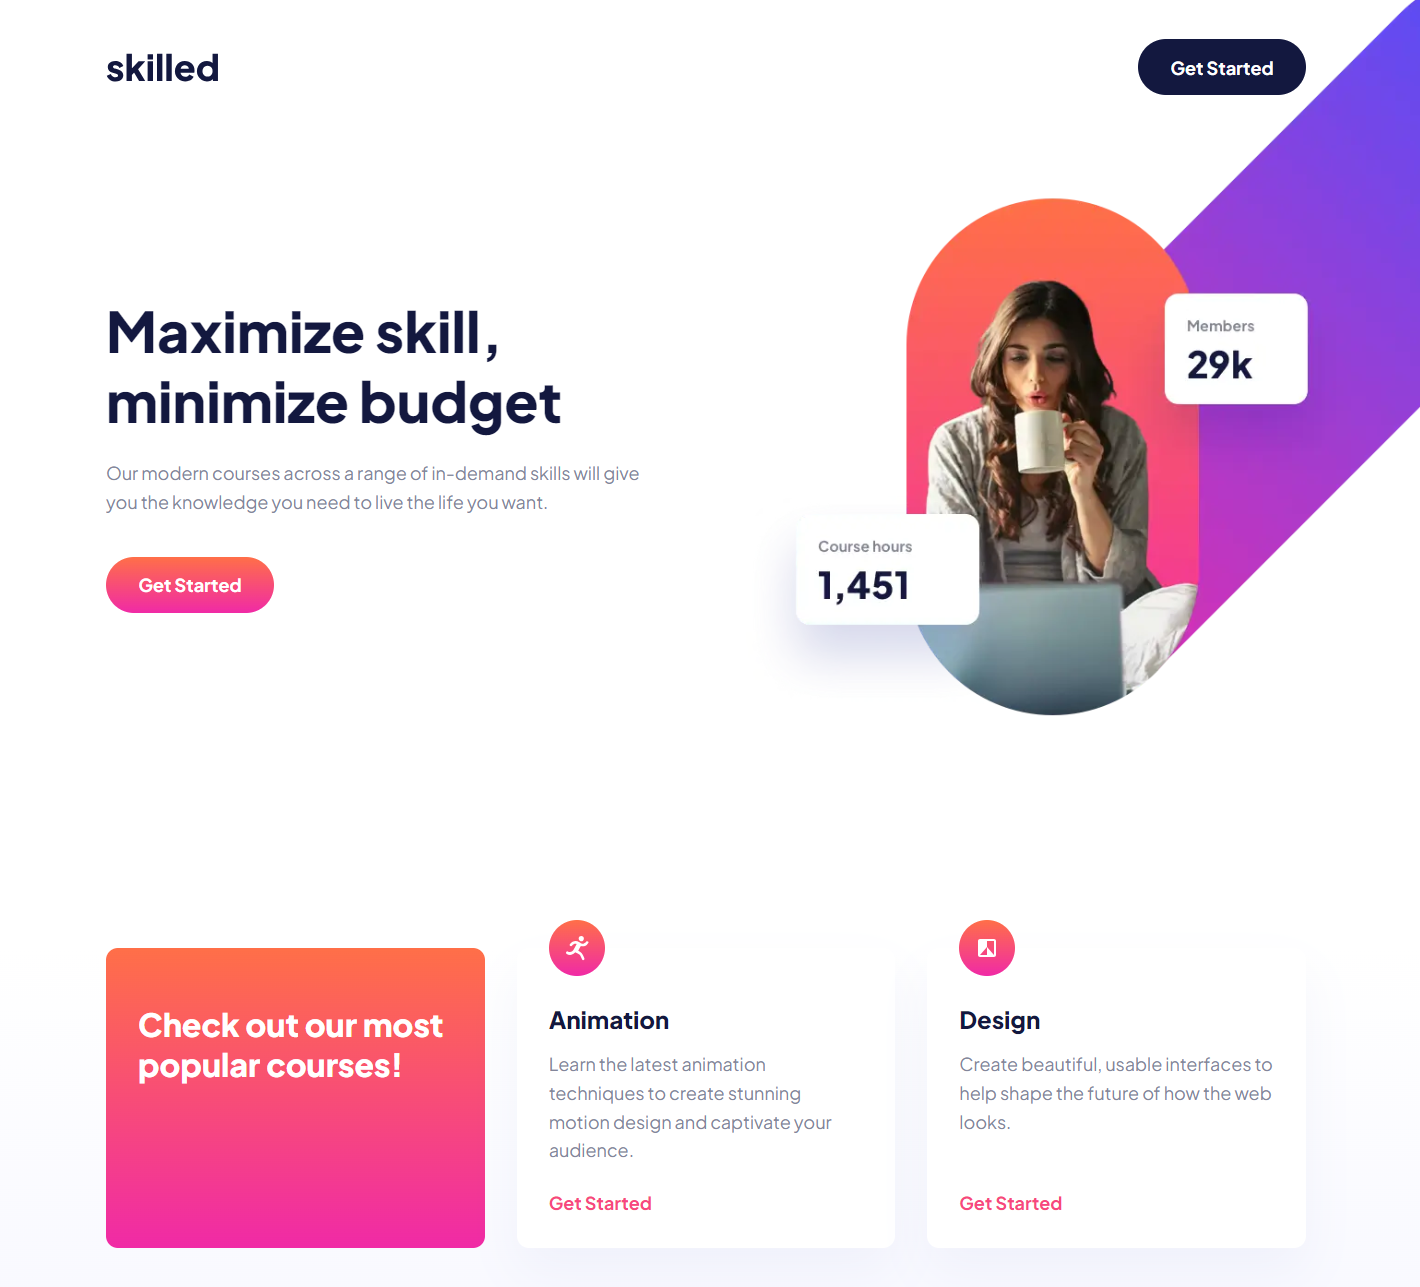 skilled
Get Started
Maximize skill,
minimize budget
Our modern courses across a range of in-demand skills will give
you the knowledge you need to live the life you want.
Get Started
Members
29k
Course hours
1,451
Check out our most
popular courses!
Animation
Learn the latest animation
techniques to create stunning
motion design and captivate your
audience.
Get Started
Design
Create beautiful, usable interfaces to
help shape the future of how the web
looks.
Get Started